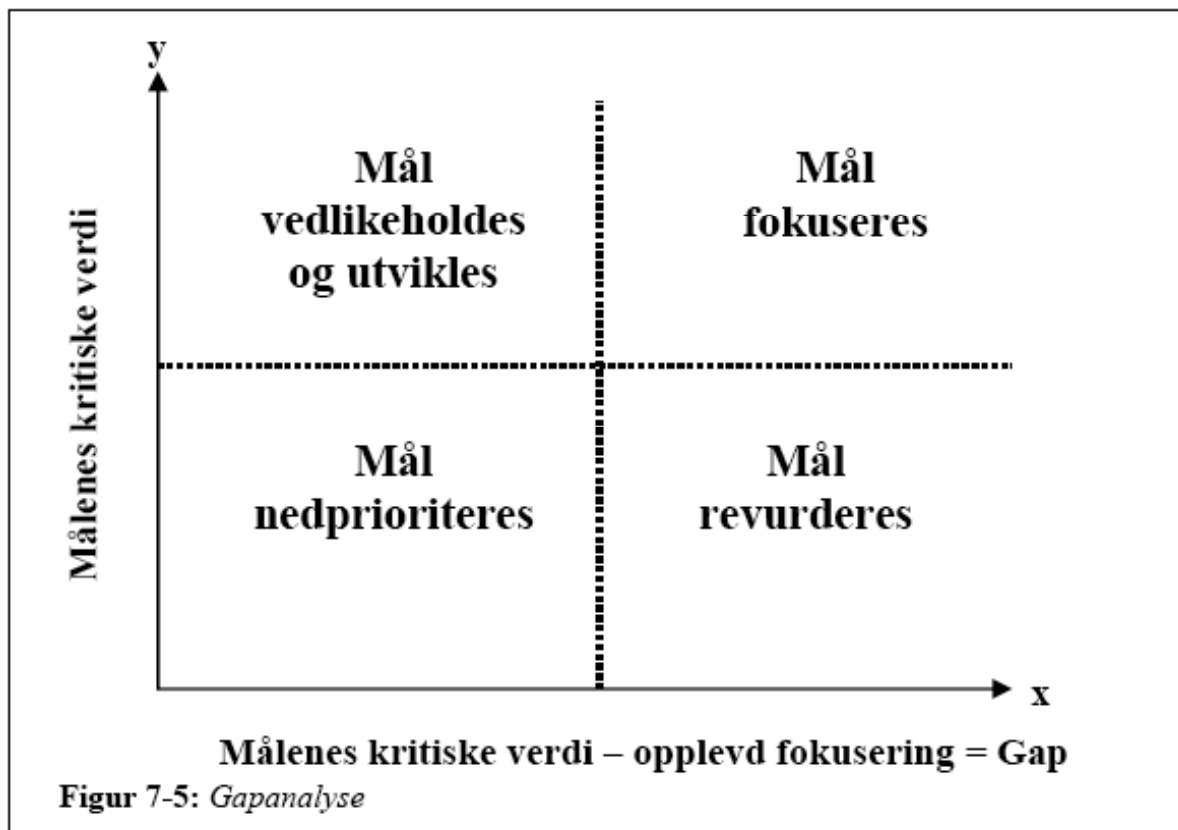 y
Målenes kritiske verdi
Mål
vedlikeholdes
og utvikles
Mål
fokuseres
Mål
nedprioriteres
Mål
revurderes
x
Målenes kritiske verdi – opplevd fokusering = Gap
Figur 7-5: Gapanalyse